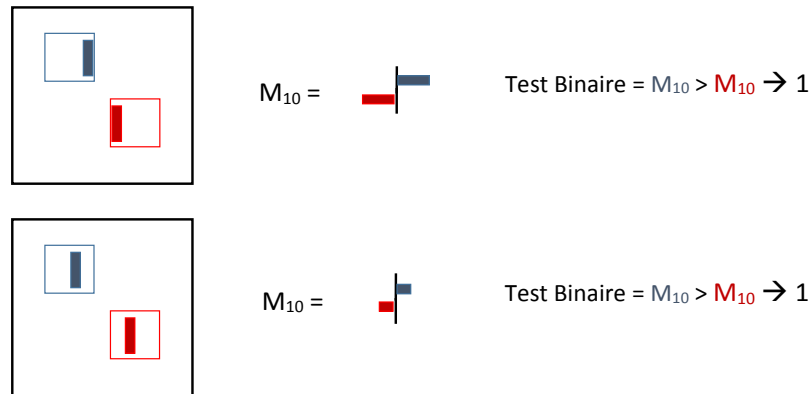 M₁₀ =
Test Binaire = M₁₀ > M₁₀ → 1
M₁₀ =
Test Binaire = M₁₀ > M₁₀ → 1